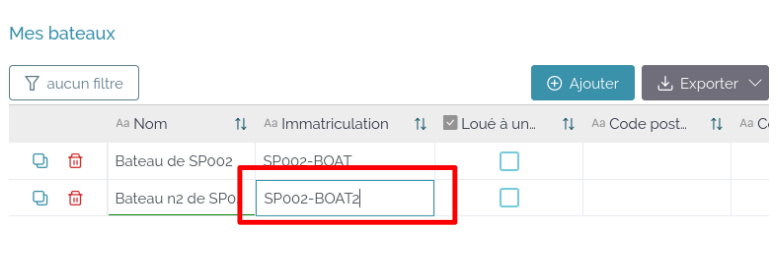 Mes bateaux
aucun filtre
Ajouter Exporter
Aa Nom Aa Immatriculation Loué à un... Aa Code post... Aa
Bateau de SP002 SP002-BOAT
Bateau n2 de SP002-BOAT2